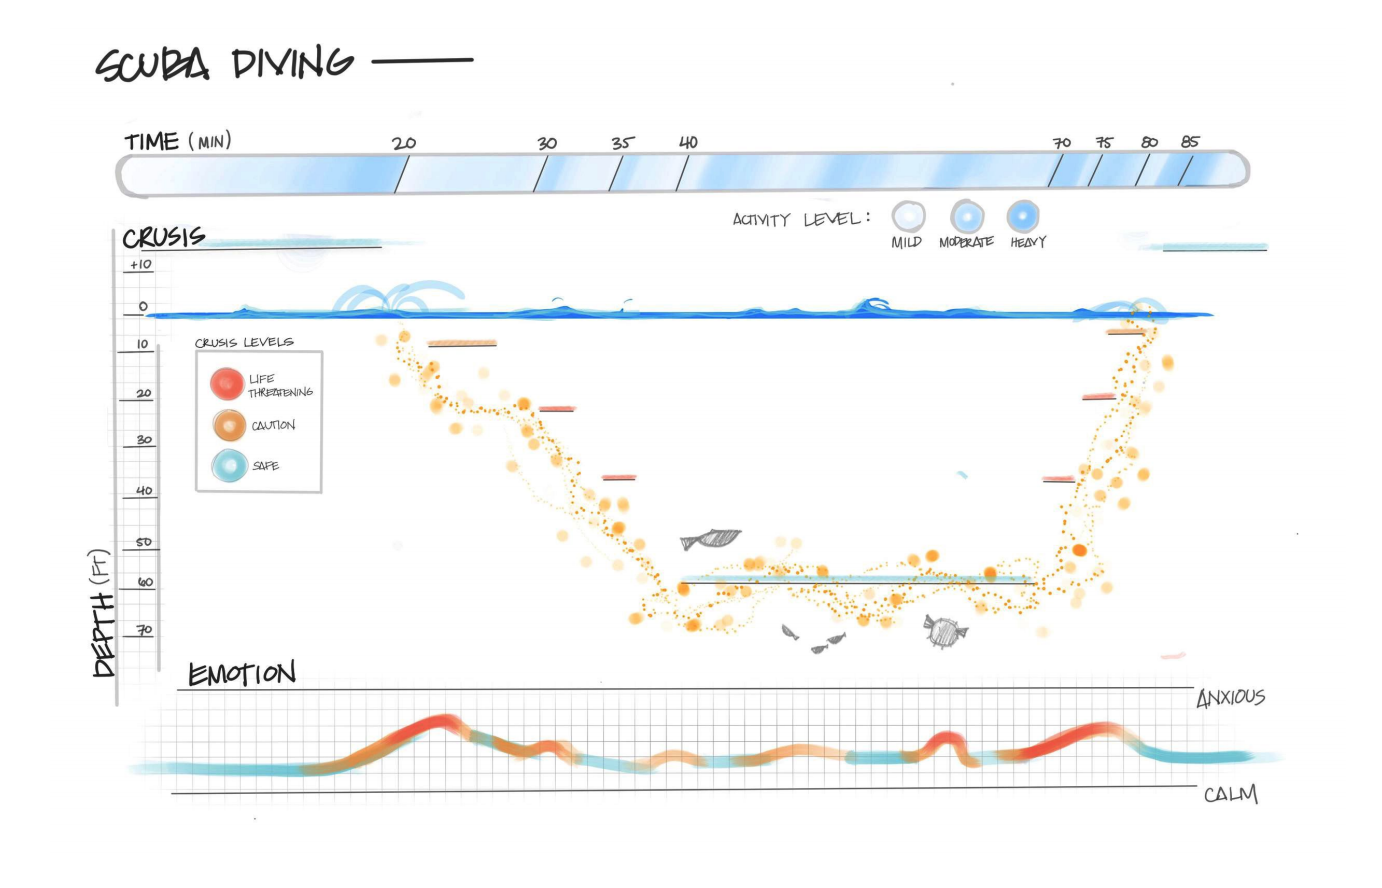 SCUBA DIVING
TIME (MIN)
20 30 35 40 70 75 80 85
ACTIVITY LEVEL:
MILD MODERATE HEAVY
CRUSIS
+10
0
10
20
30
40
50
60
70
DEPTH (FT)
CRUSIS LEVELS
LIFE
THREATENING
CAUTION
SAFE
EMOTION
ANXIOUS
CALM